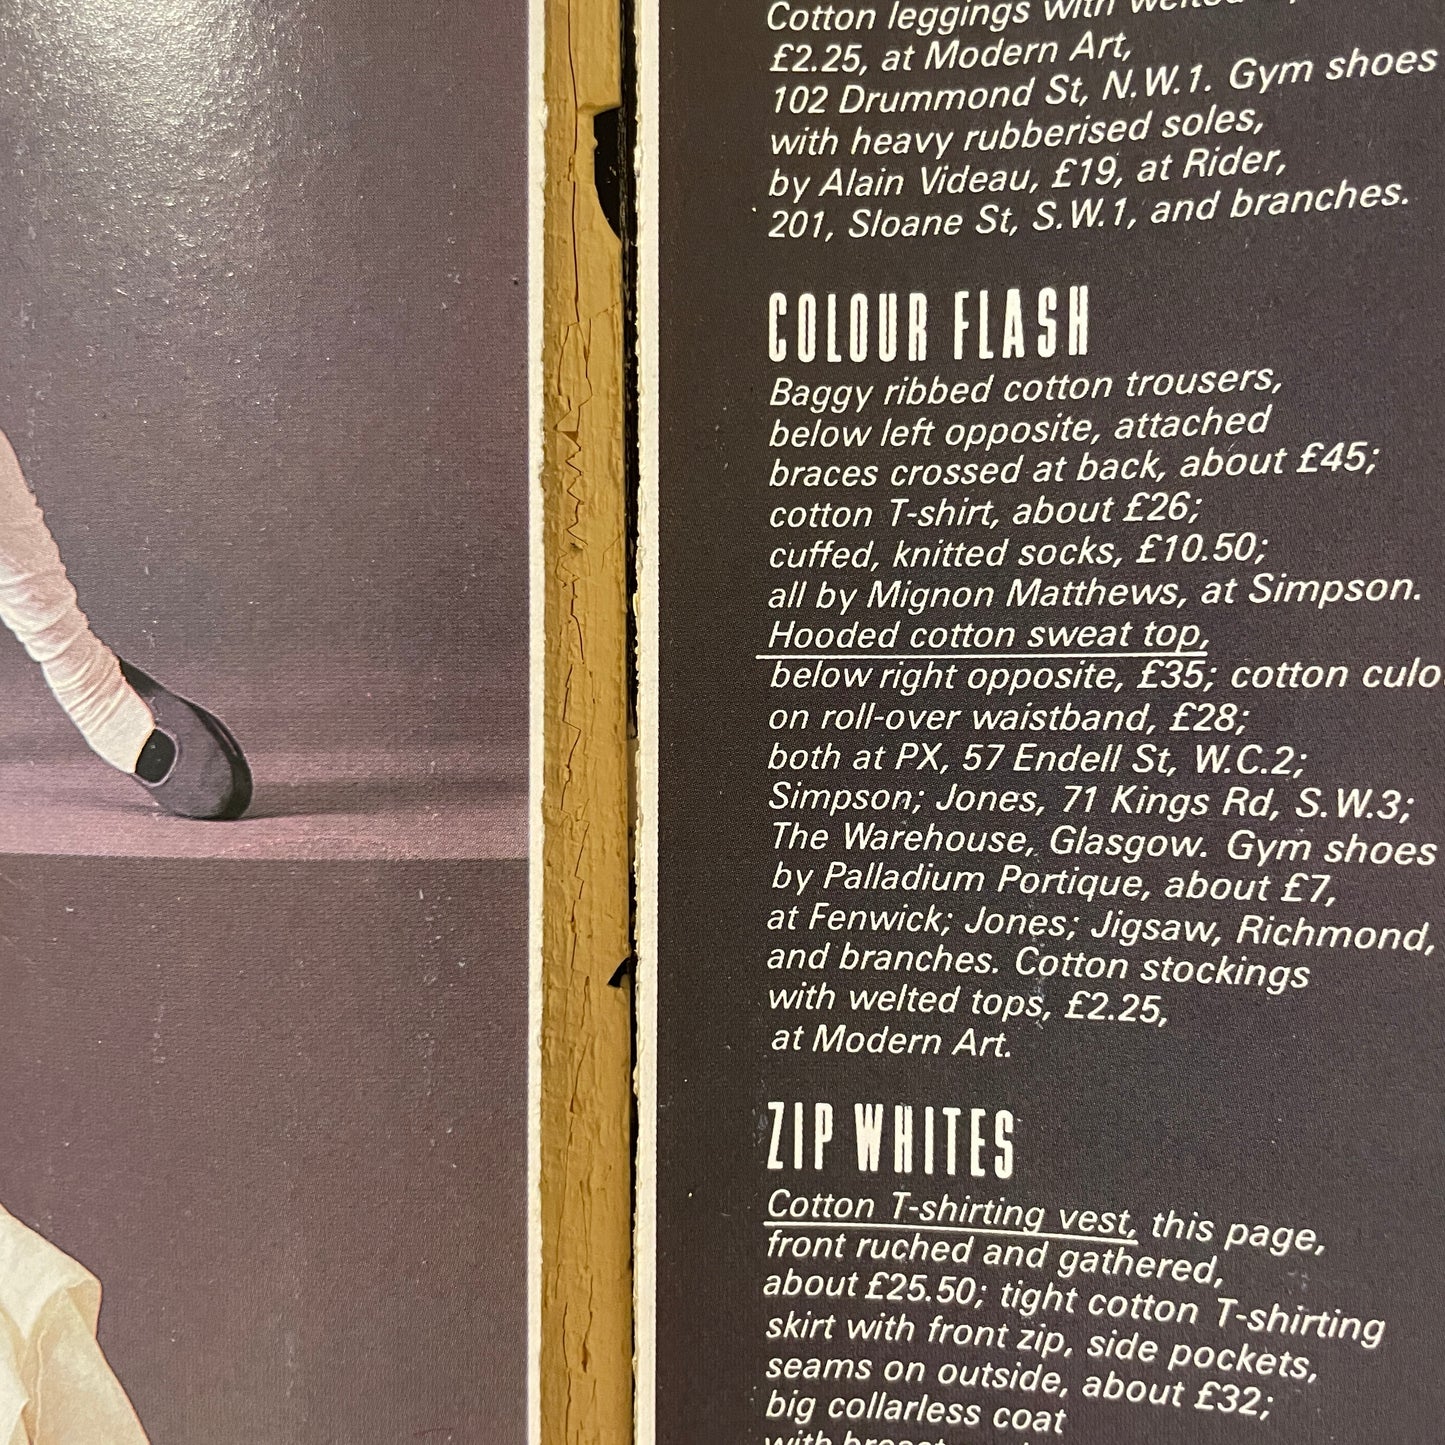 Cotton leggings with
£2.25, at Modern Art,
102 Drummond St, N.W.1. Gym shoes
with heavy rubberised soles,
by Alain Videau, £19, at Rider,
201, Sloane St, S.W.1, and branches.
COLOUR FLASH
Baggy ribbed cotton trousers,
below left opposite, attached
braces crossed at back, about £45;
cotton T-shirt, about £26;
cuffed, knitted socks, £10.50;
all by Mignon Matthews, at Simpson.
Hooded cotton sweat top,
below right opposite, £35; cotton culo
on roll-over waistband, £28;
both at PX, 57 Endell St, W.C.2;
Simpson; Jones, 71 Kings Rd, S.W.3;
The Warehouse, Glasgow. Gym shoes
by Palladium Portique, about £7,
at Fenwick; Jones; Jigsaw, Richmond,
and branches. Cotton stockings
with welted tops, £2.25,
at Modern Art.
ZIP WHITES
Cotton T-shirting vest, this page,
front ruched and gathered,
about £25.50; tight cotton T-shirting
skirt with front zip, side pockets,
seams on outside, about £32;
big collarless coat